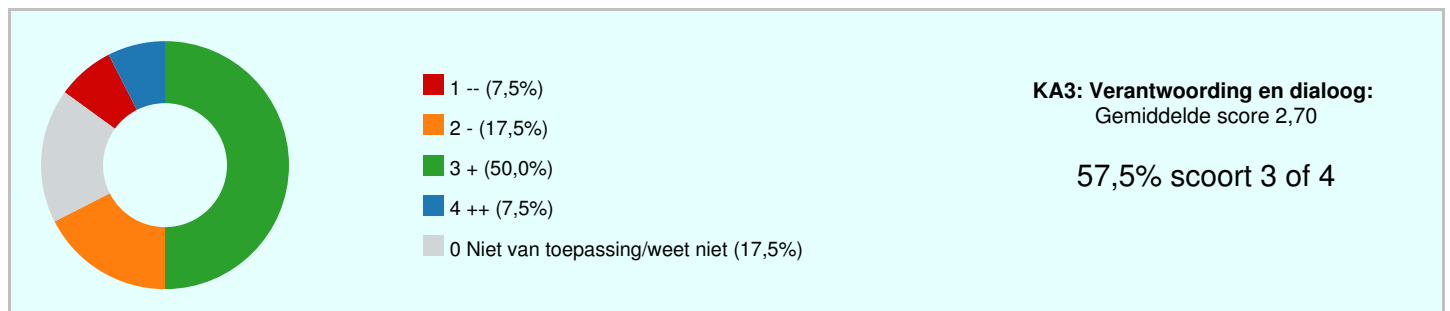 1 -- (7,5%)
2 - (17,5%)
3 + (50,0%)
4 ++ (7,5%)
0 Niet van toepassing/weet niet (17,5%)
KA3: Verantwoording en dialoog:
Gemiddelde score 2,70
57,5% scoort 3 of 4